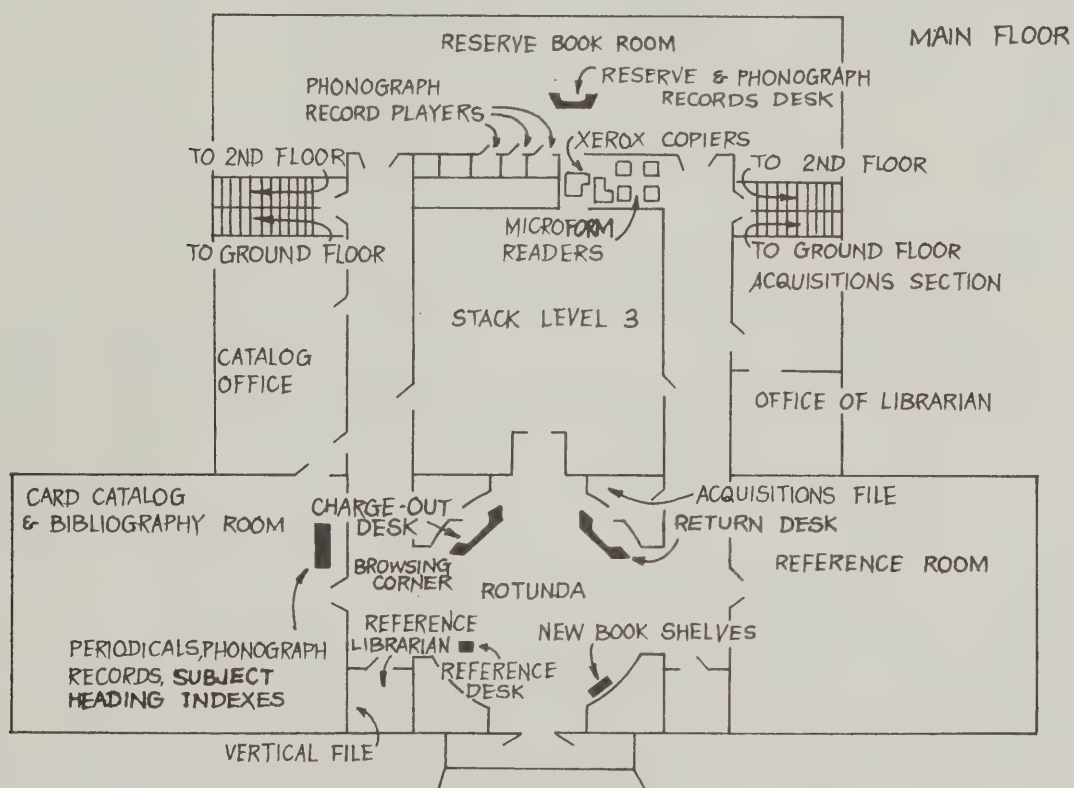 MAIN FLOOR
RESERVE BOOK ROOM
RESERVE & PHONOGRAPH
RECORDS DESK
PHONOGRAPH
RECORD PLAYERS
XEROX COPIERS
TO 2ND FLOOR
TO 2ND FLOOR
MICROFORM
READERS
TO GROUND FLOOR
TO GROUND FLOOR
ACQUISITIONS SECTION
STACK LEVEL 3
CATALOG
OFFICE
OFFICE OF LIBRARIAN
CARD CATALOG
& BIBLIOGRAPHY ROOM
CHARGE-OUT
DESK
ACQUISITIONS FILE
RETURN DESK
BROWSING
CORNER
REFERENCE ROOM
ROTUNDA
REFERENCE
LIBRARIAN
NEW BOOK SHELVES
PERIODICALS, PHONOGRAPH
RECORDS, SUBJECT
HEADING INDEXES
REFERENCE
DESK
VERTICAL FILE